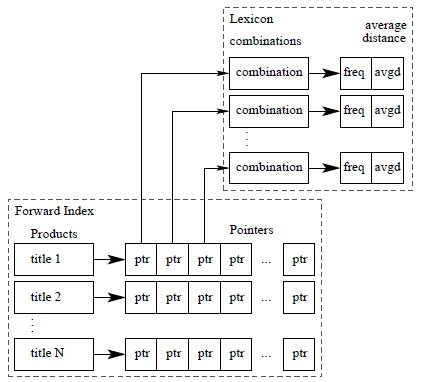 Lexicon
average
distance
combinations
combination freq avgd
combination freq avgd
⋮
combination freq avgd
Forward Index
Products Pointers
title 1 ptr ptr ptr ptr ... ptr
title 2 ptr ptr ptr ptr ... ptr
⋮
title N ptr ptr ptr ptr ... ptr